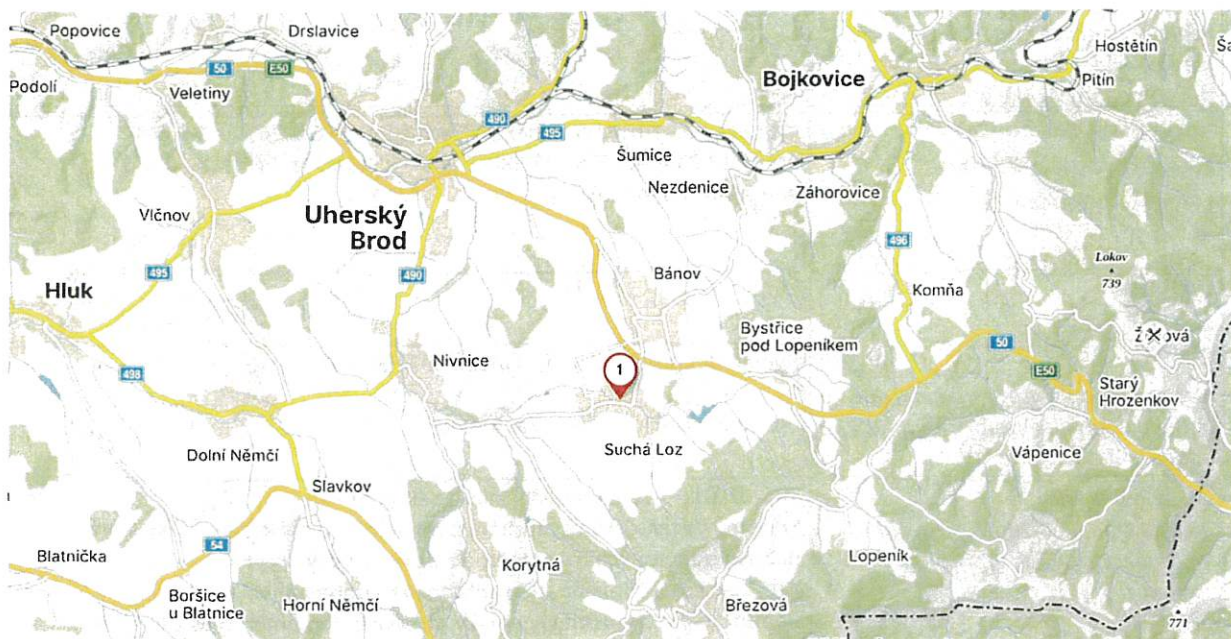 Popovice
Drslavice
Hostětín
Podolí
50
E50
Veletiny
Bojkovice
Pitín
490
495
Šumice
Nezdenice
Záhorovice
Vlčnov
Uherský
Brod
496
Lokov
739
495
490
Bánov
Hluk
Komňa
Bystřice
pod Lopeníkem
50
Nivnice
1
498
E50
Starý
Hrozenkov
Suchá Loz
Vápenice
Dolní Němčí
Slavkov
54
Blatnička
Korytná
Lopeník
Boršice
u Blatnice
Horní Němčí
Březová
771